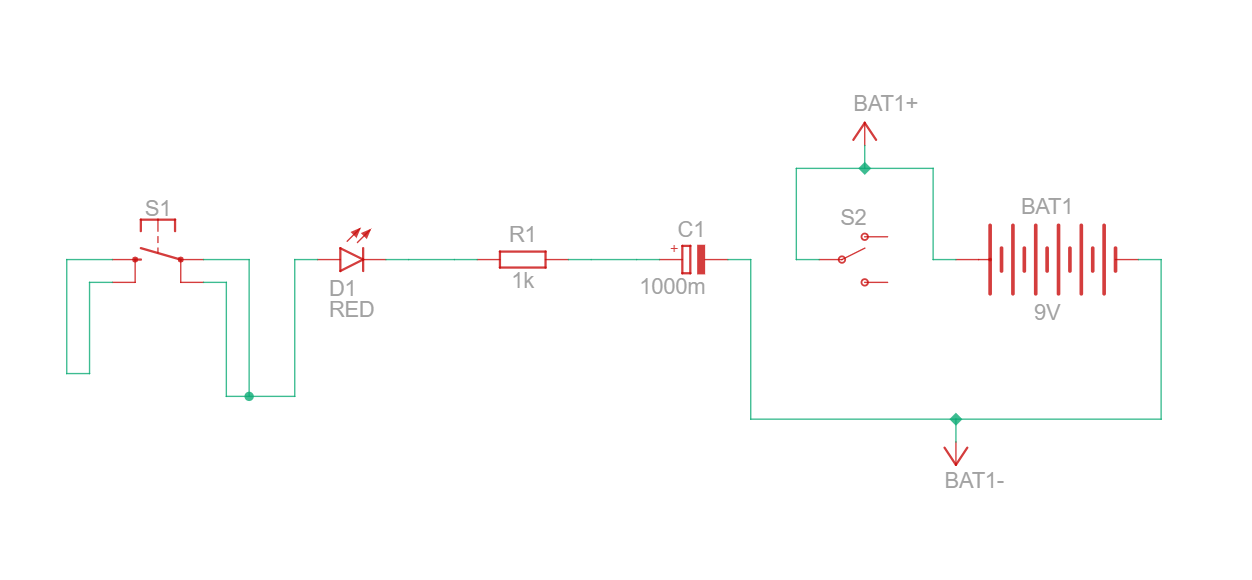 BAT1+
S1
S2
BAT1
R1
C1
+
D1
RED
1k
1000m
9V
BAT1-